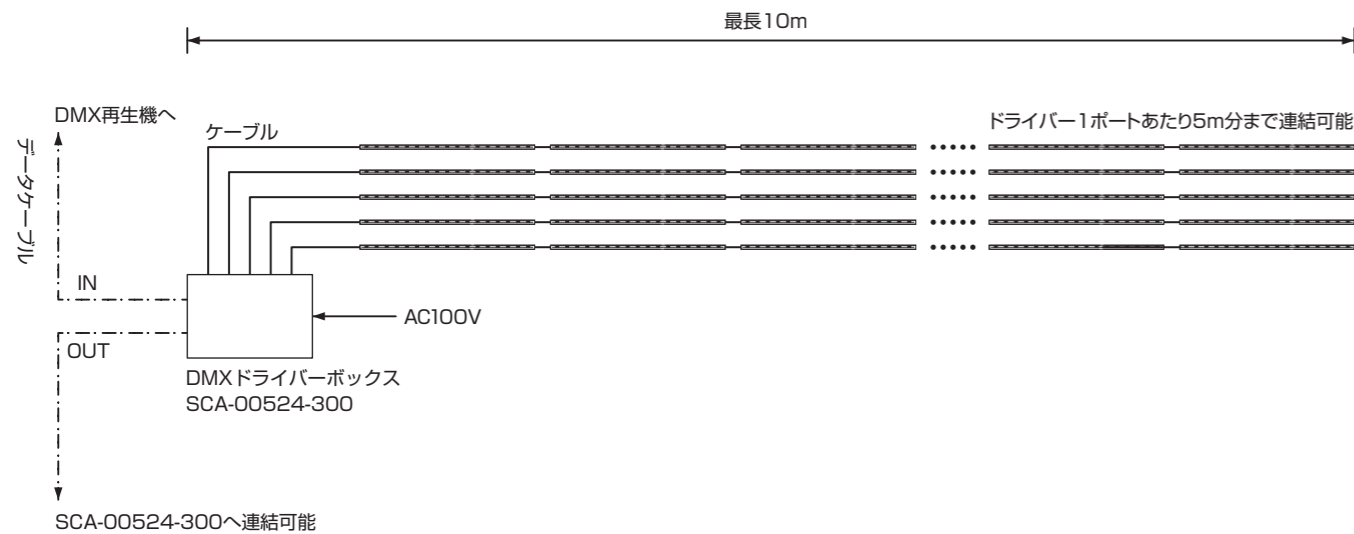 最長10m
DMX再生機へ
ケーブル
ドライバー1ポートあたり5m分まで連結可能
データケーブル
IN
AC100V
OUT
DMXドライバーボックス
SCA-00524-300
SCA-00524-300へ連結可能